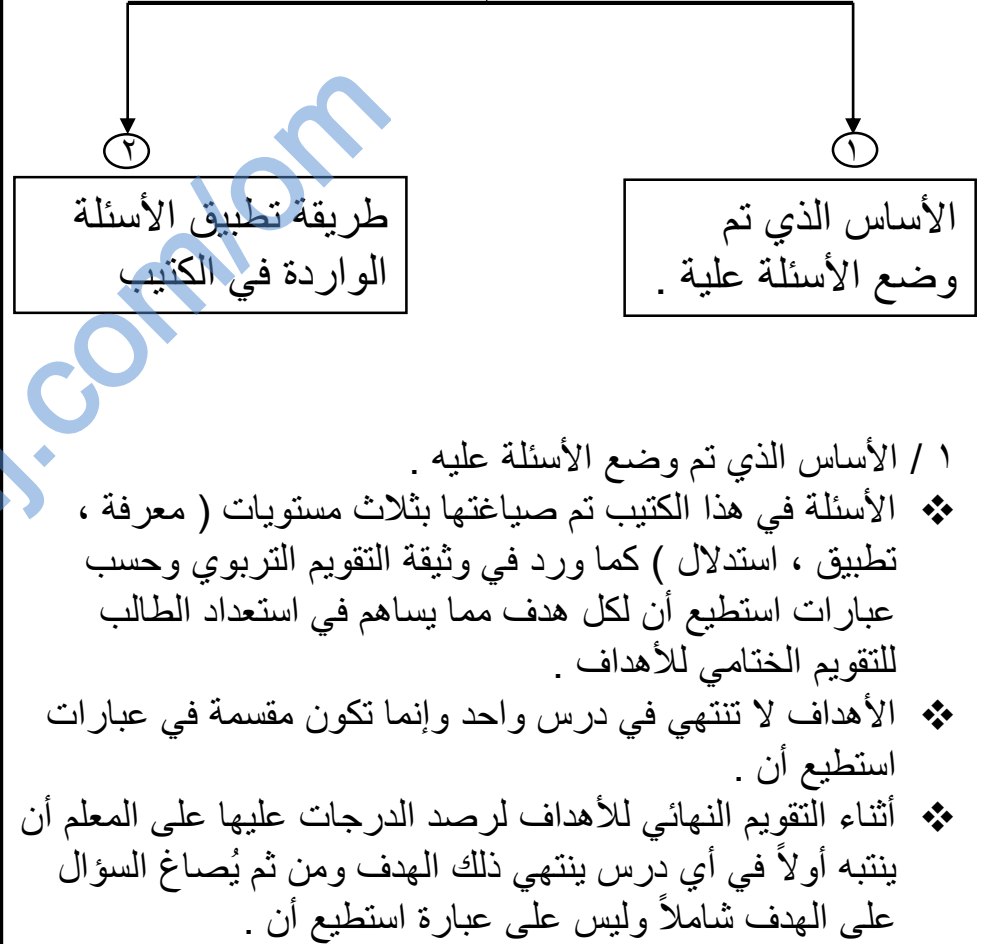 ١
الأساس الذي تم
وضع الأسئلة علية .
٢
طريقة تطبيق الأسئلة
الواردة في الكتيب
١ / الأساس الذي تم وضع الأسئلة عليه .
❖ الأسئلة في هذا الكتيب تم صياغتها بثلاث مستويات ( معرفة ،
تطبيق ، استدلال ) كما ورد في وثيقة التقويم التربوي وحسب
عبارات استطيع أن لكل هدف مما يساهم في استعداد الطالب
للتقويم الختامي للأهداف .
❖ الأهداف لا تنتهي في درس واحد وإنما تكون مقسمة في عبارات
استطيع أن .
❖ أثناء التقويم النهائي للأهداف لرصد الدرجات عليها على المعلم أن
ينتبه أولاً في أي درس ينتهي ذلك الهدف ومن ثم يُصاغ السؤال
على الهدف شاملاً وليس على عبارة استطيع أن .
j.com/om